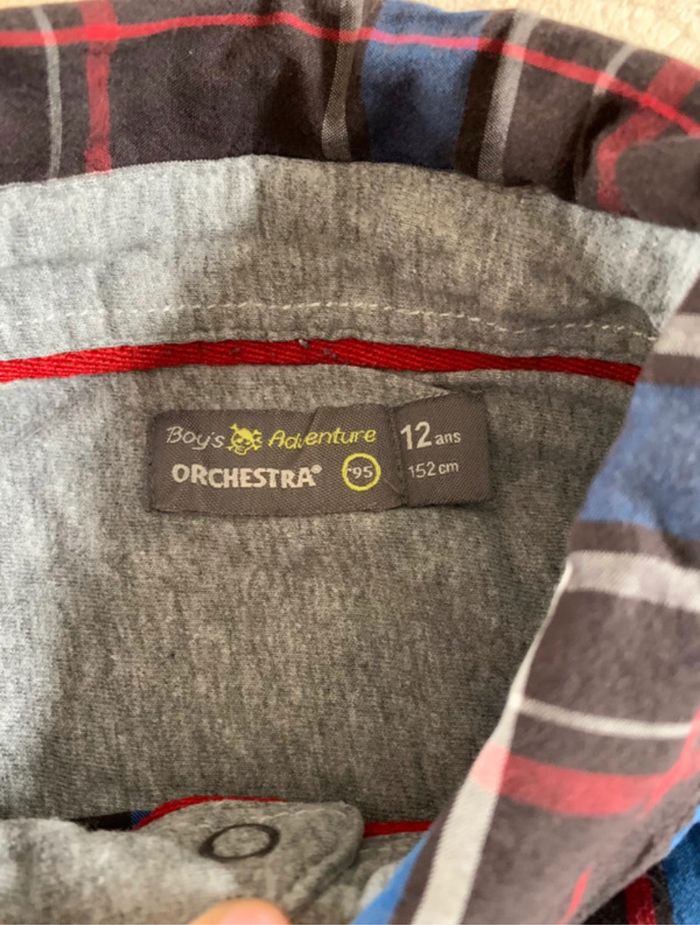 Boy's Adventure
ORCHESTRA® '95
12 ans
152 cm